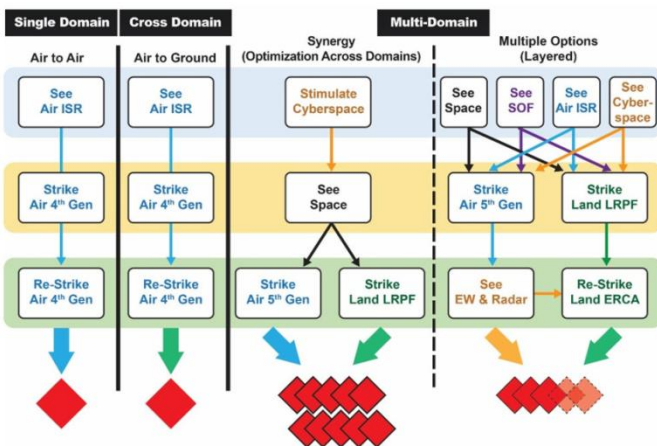 Single Domain
Cross Domain
Multi-Domain
Air to Air
Air to Ground
Synergy
(Optimization Across Domains)
Multiple Options
(Layered)
See
Air ISR
See
Air ISR
Stimulate
Cyberspace
See
Space
See
SOF
See
Air ISR
See
Cyber-
space
Strike
Air 4th Gen
Strike
Air 4th Gen
See
Space
Strike
Air 5th Gen
Strike
Land LRPF
Re-Strike
Air 4th Gen
Re-Strike
Air 4th Gen
Strike
Air 5th Gen
Strike
Land LRPF
See
EW & Radar
Re-Strike
Land ERCA